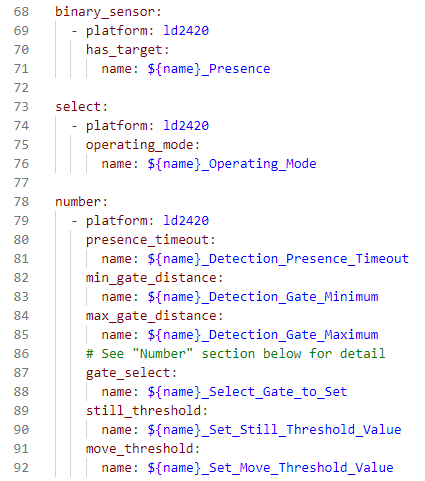 68 binary_sensor:
69   - platform: ld2420
70     has_target:
71       name: ${name}_Presence
72
73 select:
74   - platform: ld2420
75     operating_mode:
76       name: ${name}_Operating_Mode
77
78 number:
79   - platform: ld2420
80     presence_timeout:
81       name: ${name}_Detection_Presence_Timeout
82     min_gate_distance:
83       name: ${name}_Detection_Gate_Minimum
84     max_gate_distance:
85       name: ${name}_Detection_Gate_Maximum
86     # See "Number" section below for detail
87     gate_select:
88       name: ${name}_Select_Gate_to_Set
89     still_threshold:
90       name: ${name}_Set_Still_Threshold_Value
91     move_threshold:
92       name: ${name}_Set_Move_Threshold_Value